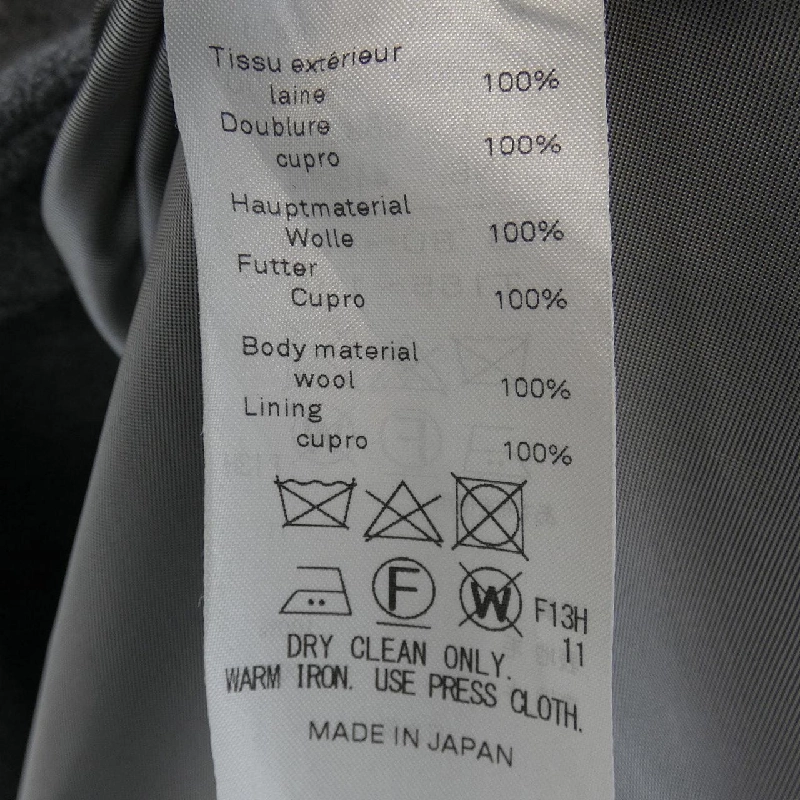 Tissu extérieur
laine 100%
Doublure
cupro 100%
Hauptmaterial
Wolle 100%
Futter
Cupro 100%
Body material
wool 100%
Lining
cupro 100%
F W F13H
11
DRY CLEAN ONLY.
WARM IRON. USE PRESS CLOTH.
MADE IN JAPAN